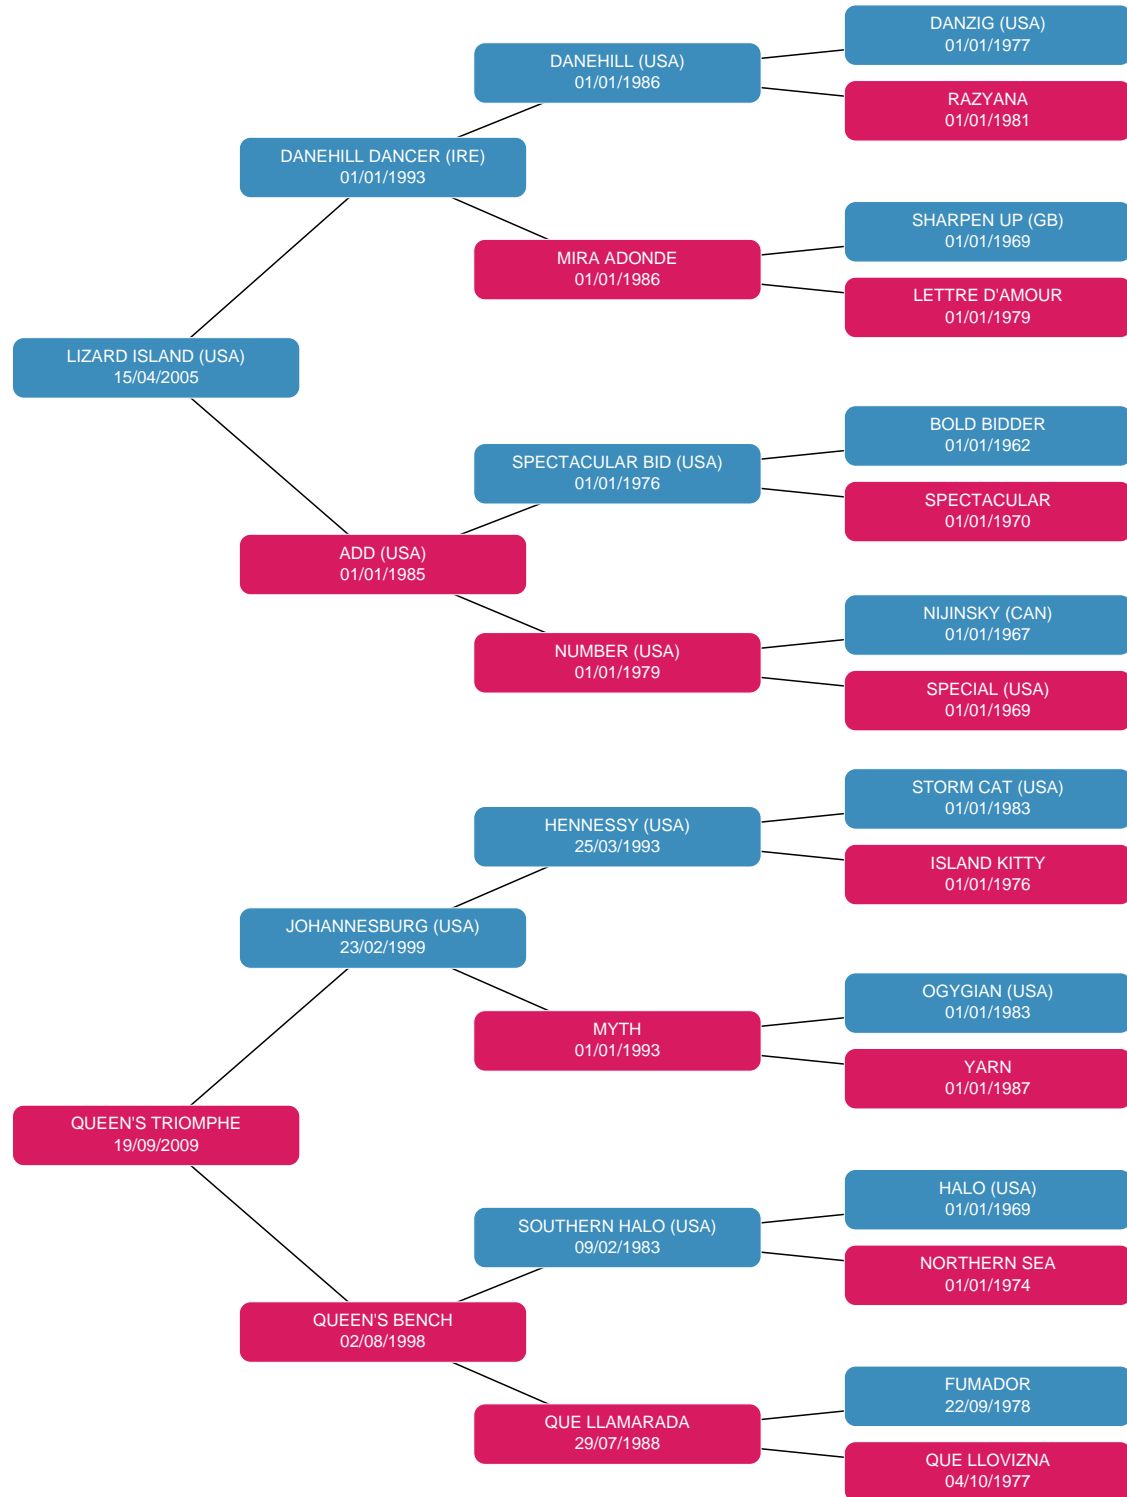 DANZIG (USA)
01/01/1977
DANEHILL (USA)
01/01/1986
RAZYANA
01/01/1981
DANEHILL DANCER (IRE)
01/01/1993
SHARPEN UP (GB)
01/01/1969
MIRA ADONDE
01/01/1986
LETTRE D'AMOUR
01/01/1979
LIZARD ISLAND (USA)
15/04/2005
BOLD BIDDER
01/01/1962
SPECTACULAR BID (USA)
01/01/1976
SPECTACULAR
01/01/1970
ADD (USA)
01/01/1985
NIJINSKY (CAN)
01/01/1967
NUMBER (USA)
01/01/1979
SPECIAL (USA)
01/01/1969
STORM CAT (USA)
01/01/1983
HENNESSY (USA)
25/03/1993
ISLAND KITTY
01/01/1976
JOHANNESBURG (USA)
23/02/1999
OGYGIAN (USA)
01/01/1983
MYTH
01/01/1993
YARN
01/01/1987
QUEEN'S TRIOMPHE
19/09/2009
HALO (USA)
01/01/1969
SOUTHERN HALO (USA)
09/02/1983
NORTHERN SEA
01/01/1974
QUEEN'S BENCH
02/08/1998
FUMADOR
22/09/1978
QUE LLAMARADA
29/07/1988
QUE LLOVIZNA
04/10/1977